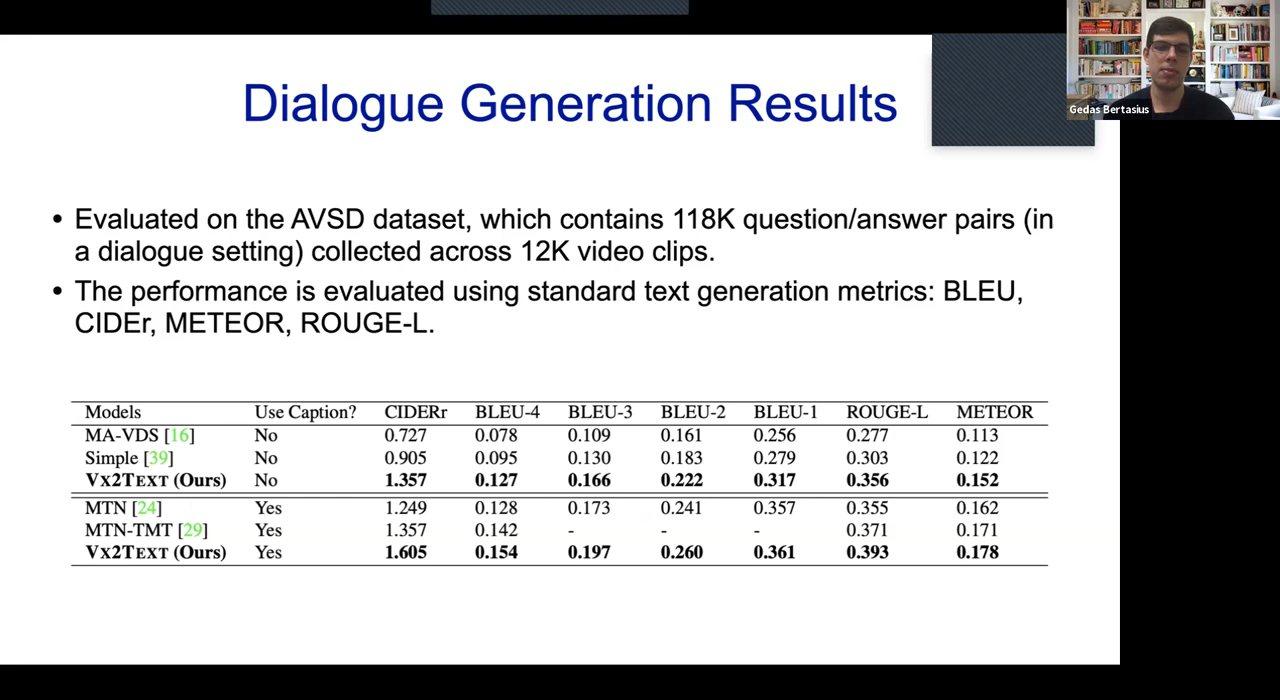 Dialogue Generation Results
Gedas Bertasius
• Evaluated on the AVSD dataset, which contains 118K question/answer pairs (in
a dialogue setting) collected across 12K video clips.
• The performance is evaluated using standard text generation metrics: BLEU,
CIDEr, METEOR, ROUGE-L.
Models Use Caption? CIDERr BLEU-4 BLEU-3 BLEU-2 BLEU-1 ROUGE-L METEOR
MA-VDS [16] No 0.727 0.078 0.109 0.161 0.256 0.277 0.113
Simple [39] No 0.905 0.095 0.130 0.183 0.279 0.303 0.122
VX2TEXT (Ours) No 1.357 0.127 0.166 0.222 0.317 0.356 0.152
MTN [24] Yes 1.249 0.128 0.173 0.241 0.357 0.355 0.162
MTN-TMT [29] Yes 1.357 0.142 - - - 0.371 0.171
VX2TEXT (Ours) Yes 1.605 0.154 0.197 0.260 0.361 0.393 0.178